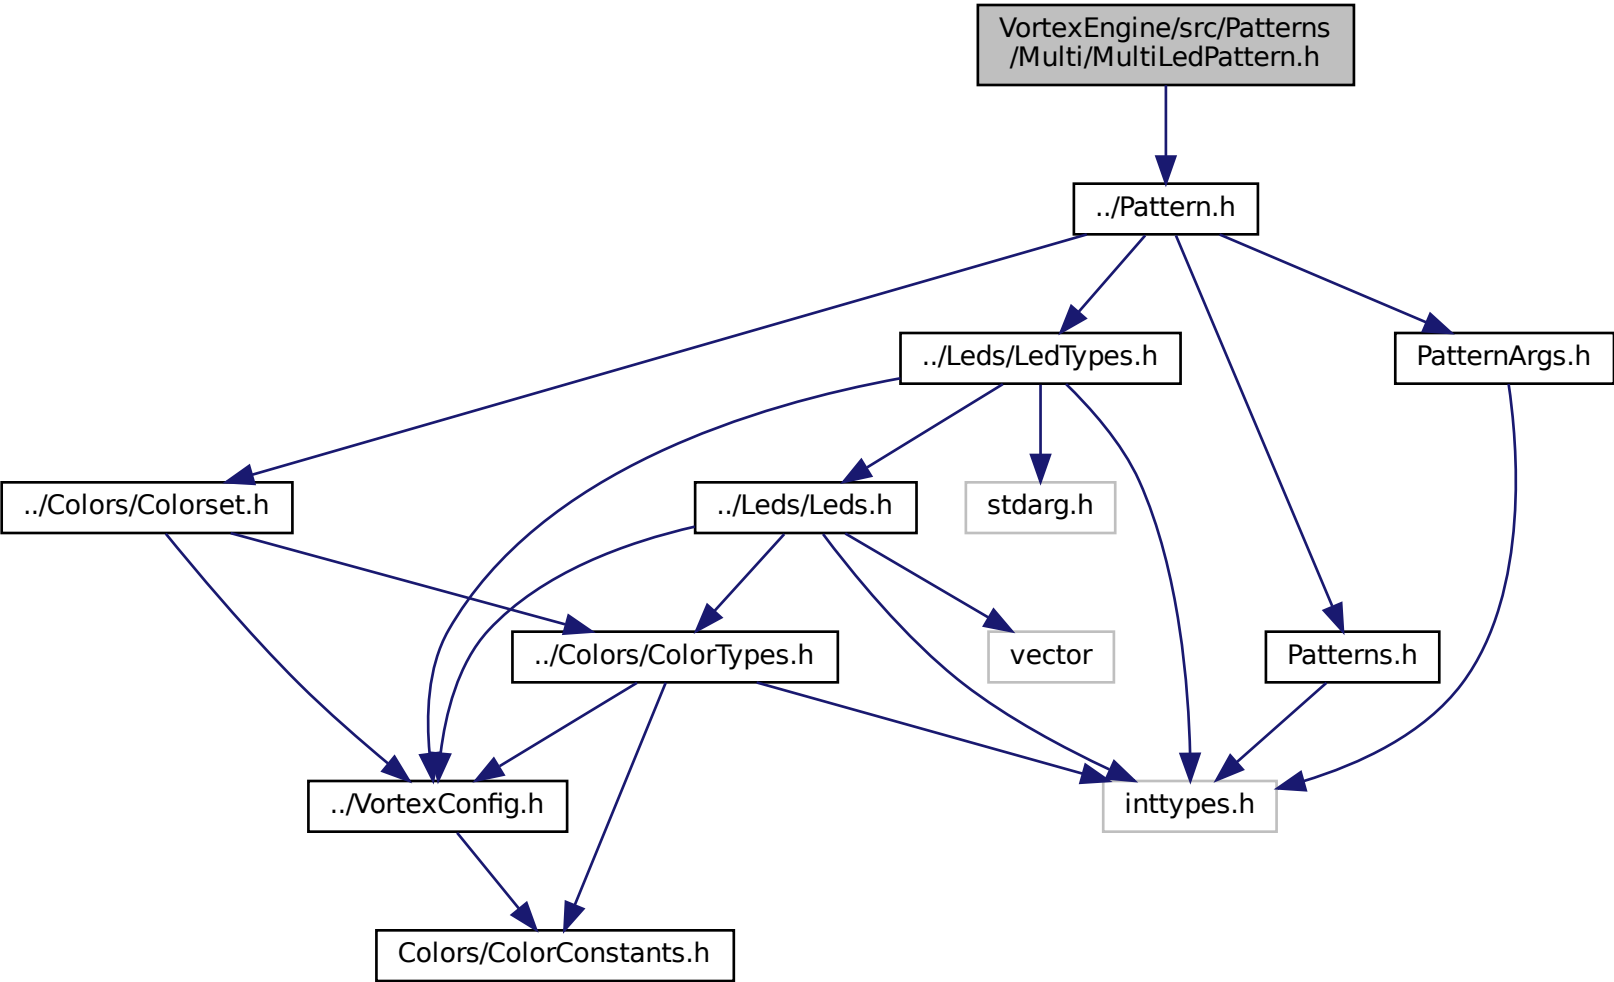 VortexEngine/src/Patterns
/Multi/MultiLedPattern.h
../Pattern.h
../Leds/LedTypes.h
PatternArgs.h
../Colors/Colorset.h
../Leds/Leds.h
stdarg.h
../Colors/ColorTypes.h
vector
Patterns.h
../VortexConfig.h
inttypes.h
Colors/ColorConstants.h